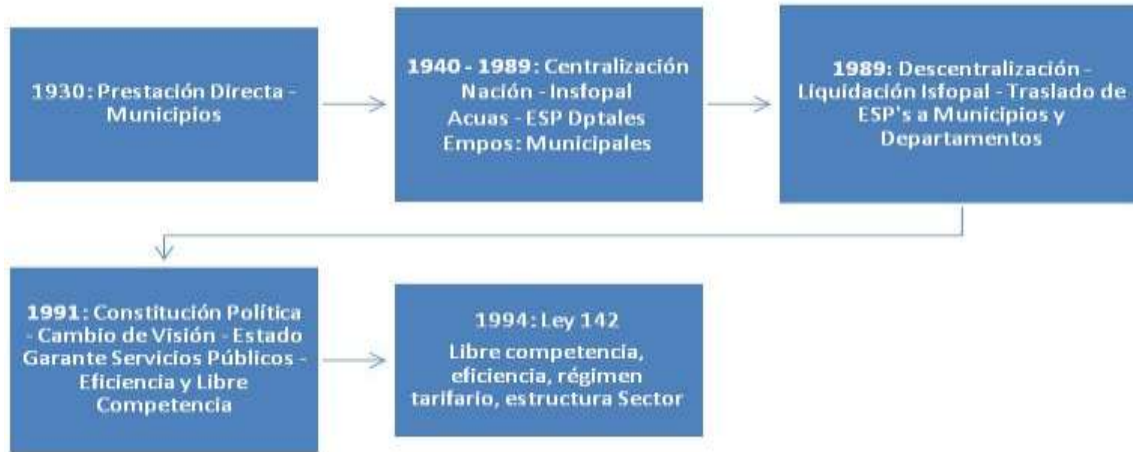 1930: Prestación Directa -
Municipios
1940 - 1989: Centralización
Nación - Insfopal
Acuas - ESP Dptales
Empos: Municipales
1989: Descentralización -
Liquidación Isfopal - Traslado de
ESP's a Municipios y
Departamentos
1991: Constitución Política
- Cambio de Visión - Estado
Garante Servicios Públicos -
Eficiencia y Libre
Competencia
1994: Ley 142
Libre competencia,
eficiencia, régimen
tarifario, estructura Sector